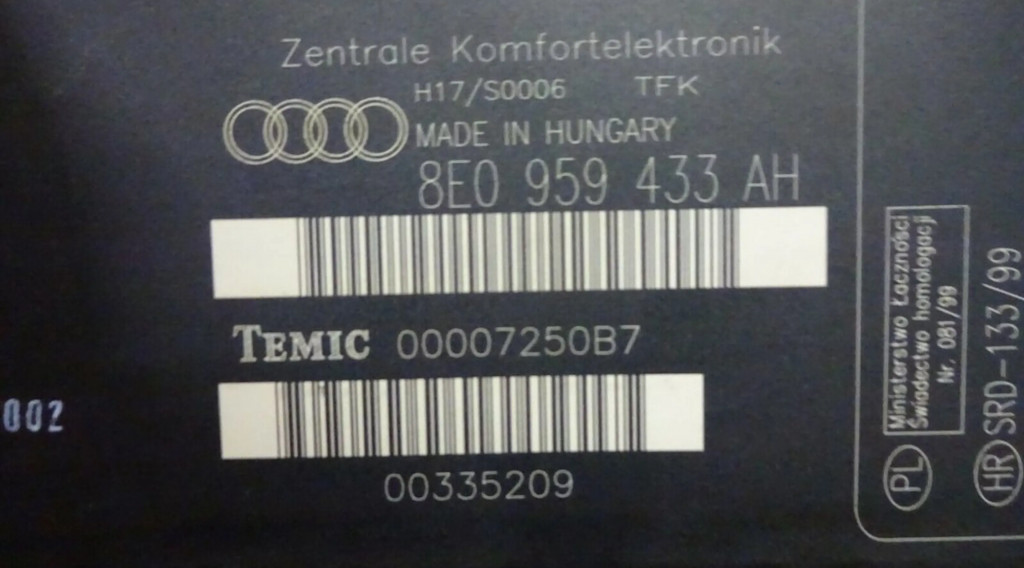 Zentrale Komfortelektronik
H17/S0006 TFK
MADE IN HUNGARY
8E0 959 433 AH
TEMIC 00007250B7
002
00335209
PL
Ministerstwo Łączności
Świadectwo homologacji
Nr. 081/99
HR SRD-133/99